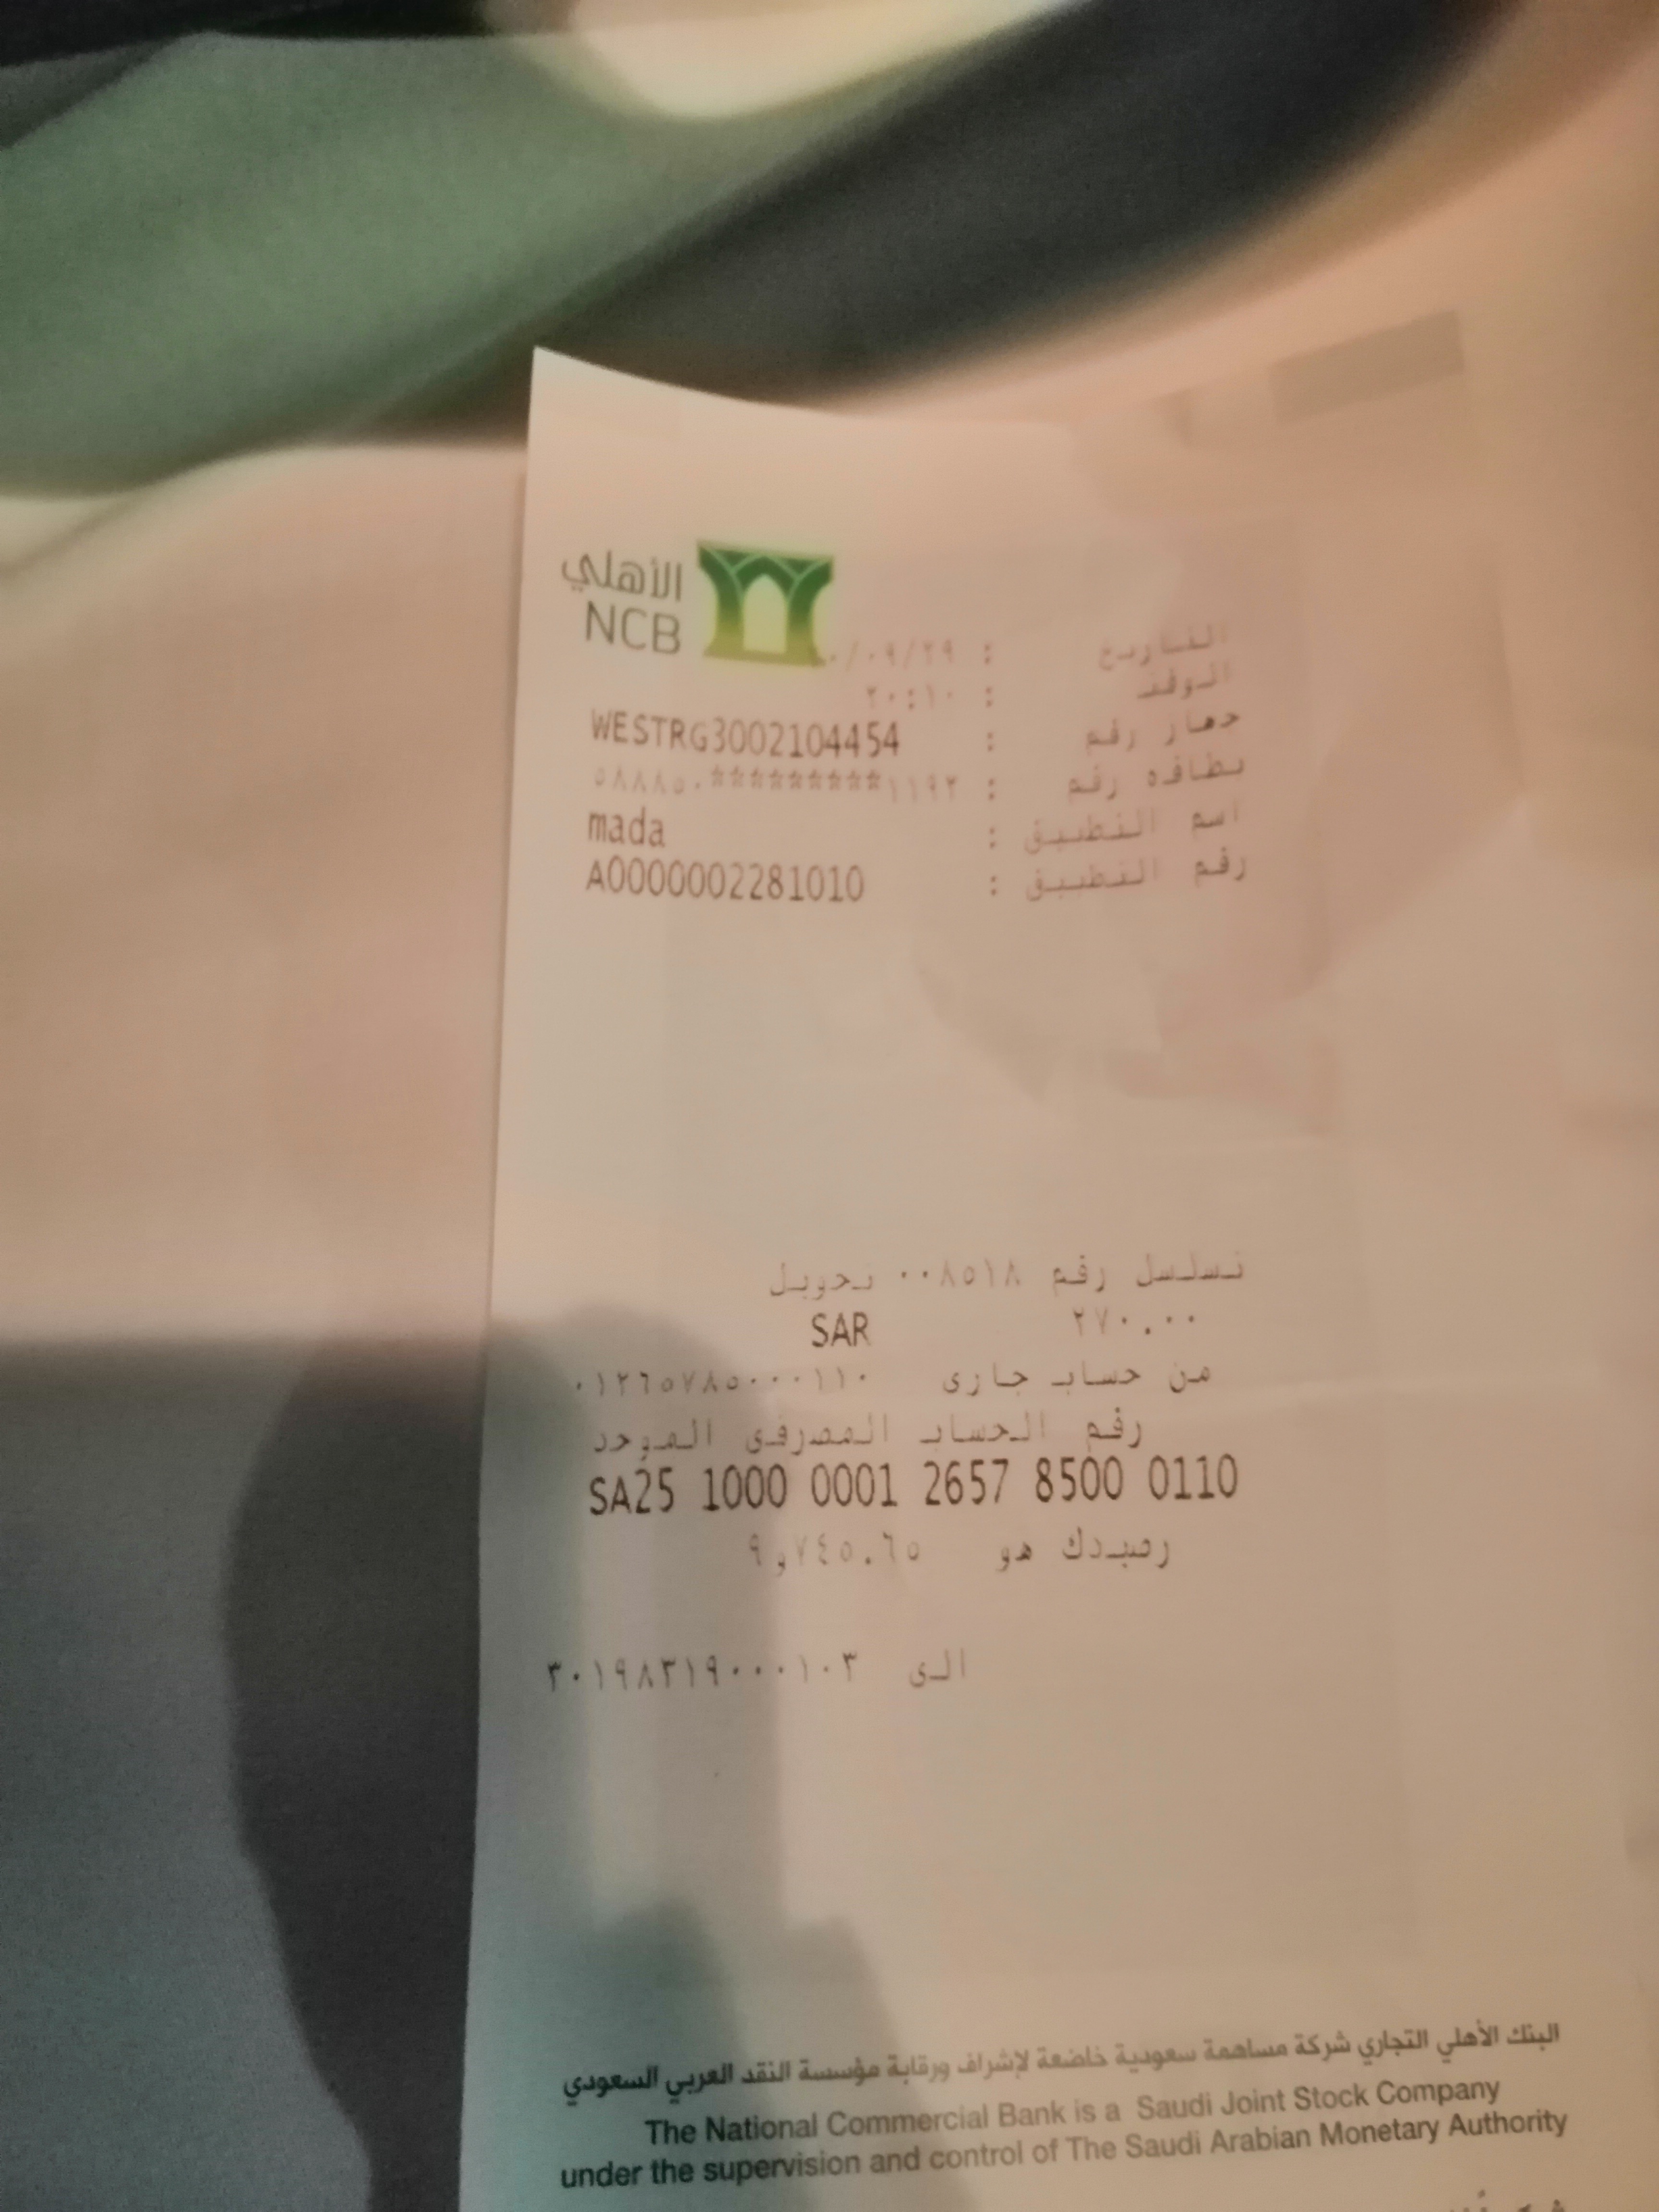 الأهلي
NCB
التاريخ : ٠/٠٩/٢٩
الوقت : ٢٠:١٠
جهاز رقم : WESTRG3002104454
بطاقة رقم : ٥٨٨٨٥٠*********١١٩٢
اسم التطبيق : mada
رقم التطبيق : A0000002281010
تسلسل رقم ٠٠٨٥١٨ تحويل
٢٧٠.٠٠ SAR
من حساب جارى ٠١٢٦٥٧٨٥٠٠٠١١٠
رقم الحساب المصرفى الموحد
SA25 1000 0001 2657 8500 0110
رصيدك هو ٩,٧٤٥.٦٥
الى ٣٠١٩٨٣١٩٠٠٠١٠٣
البنك الأهلي التجاري شركة مساهمة سعودية خاضعة لإشراف ورقابة مؤسسة النقد العربي السعودي
The National Commercial Bank is a Saudi Joint Stock Company
under the supervision and control of The Saudi Arabian Monetary Authority